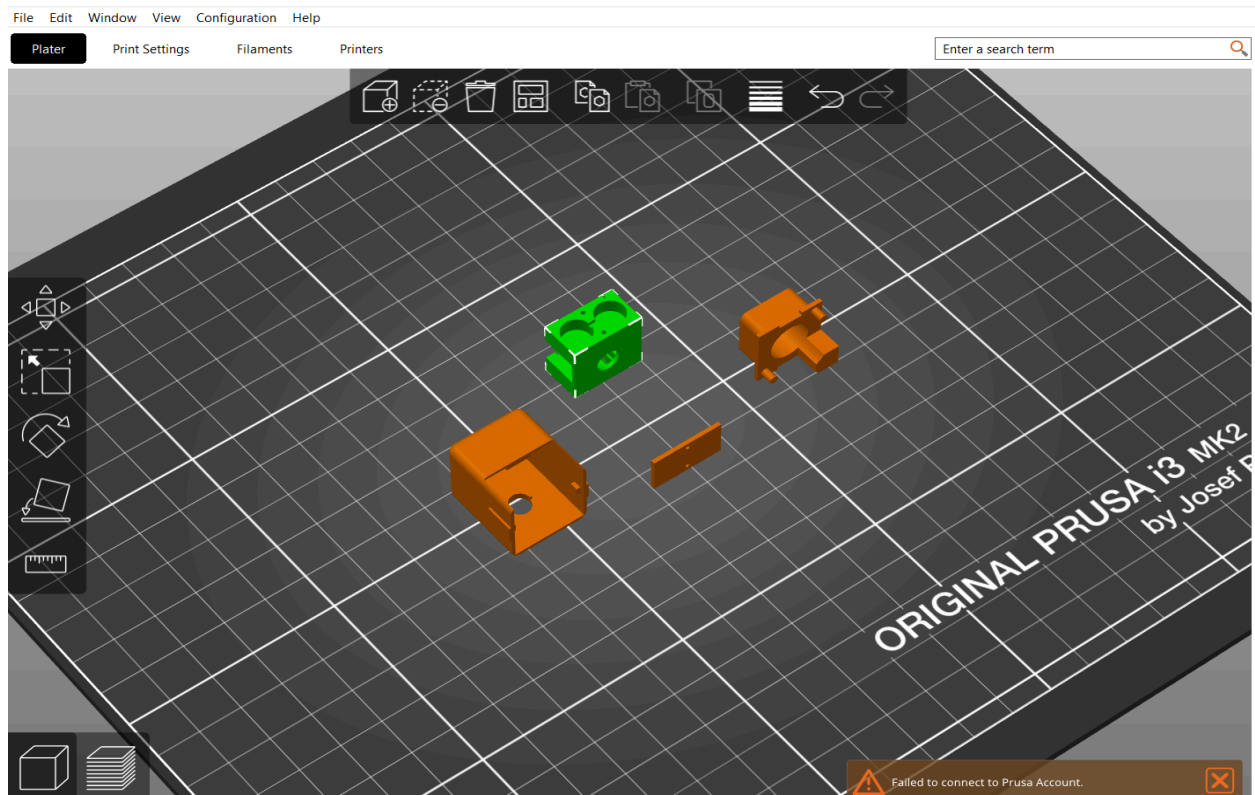 File Edit Window View Configuration Help
Plater Print Settings Filaments Printers Enter a search term
ORIGINAL PRUSA i3 MK2
by Josef
Failed to connect to Prusa Account.